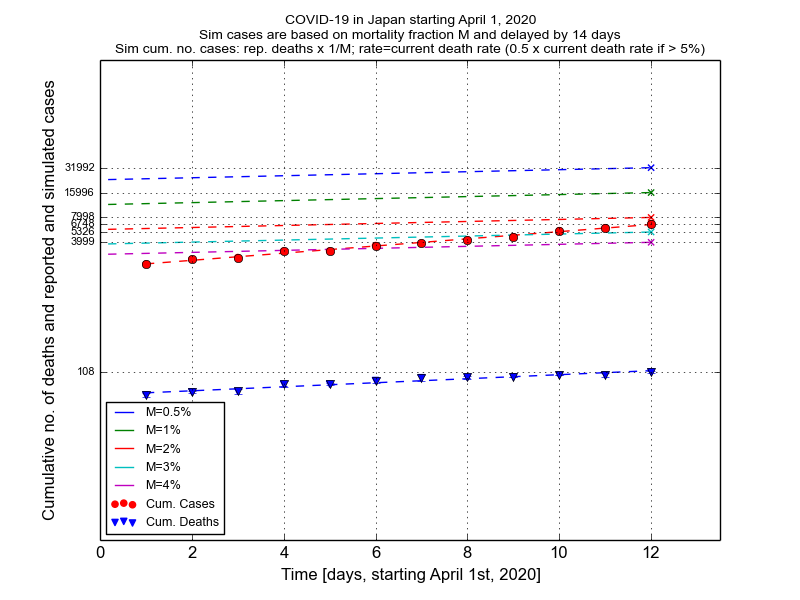 COVID-19 in Japan starting April 1, 2020
Sim cases are based on mortality fraction M and delayed by 14 days
Sim cum. no. cases: rep. deaths x 1/M; rate=current death rate (0.5 x current death rate if > 5%)
Cumulative no. of deaths and reported and simulated cases
31992
15996
7998
6748
5326
3999
108
M=0.5%
M=1%
M=2%
M=3%
M=4%
Cum. Cases
Cum. Deaths
0 2 4 6 8 10 12
Time [days, starting April 1st, 2020]